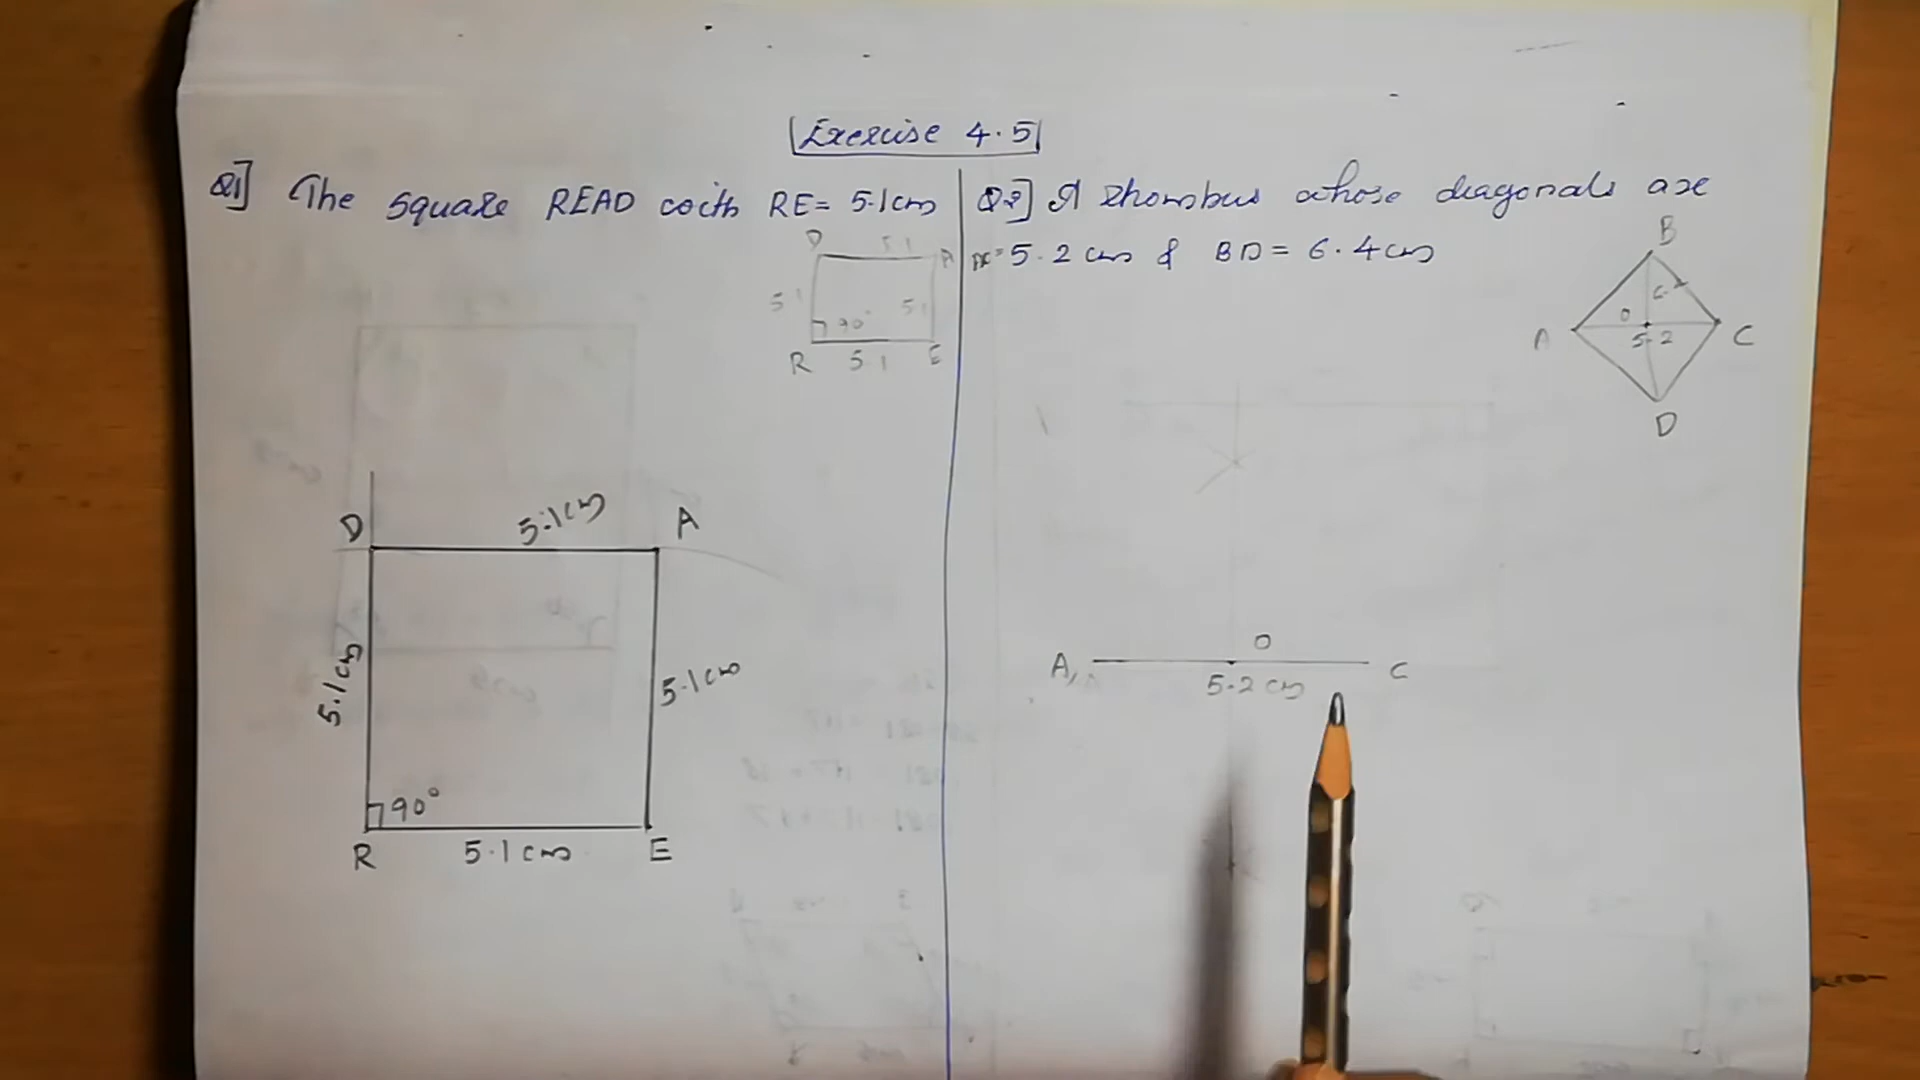 Exercise 4.5
Q1] The square READ with RE= 5.1cm
D 5.1 A
5.1 90° 5.1
R 5.1 E
D 5.1cm A
5.1cm 5.1cm
90°
R 5.1cm E
Q2] A rhombus whose diagonals are
AC=5.2 cm & BD= 6.4cm
B
O
A 5.2 C
D
O
A, C
5.2 cm